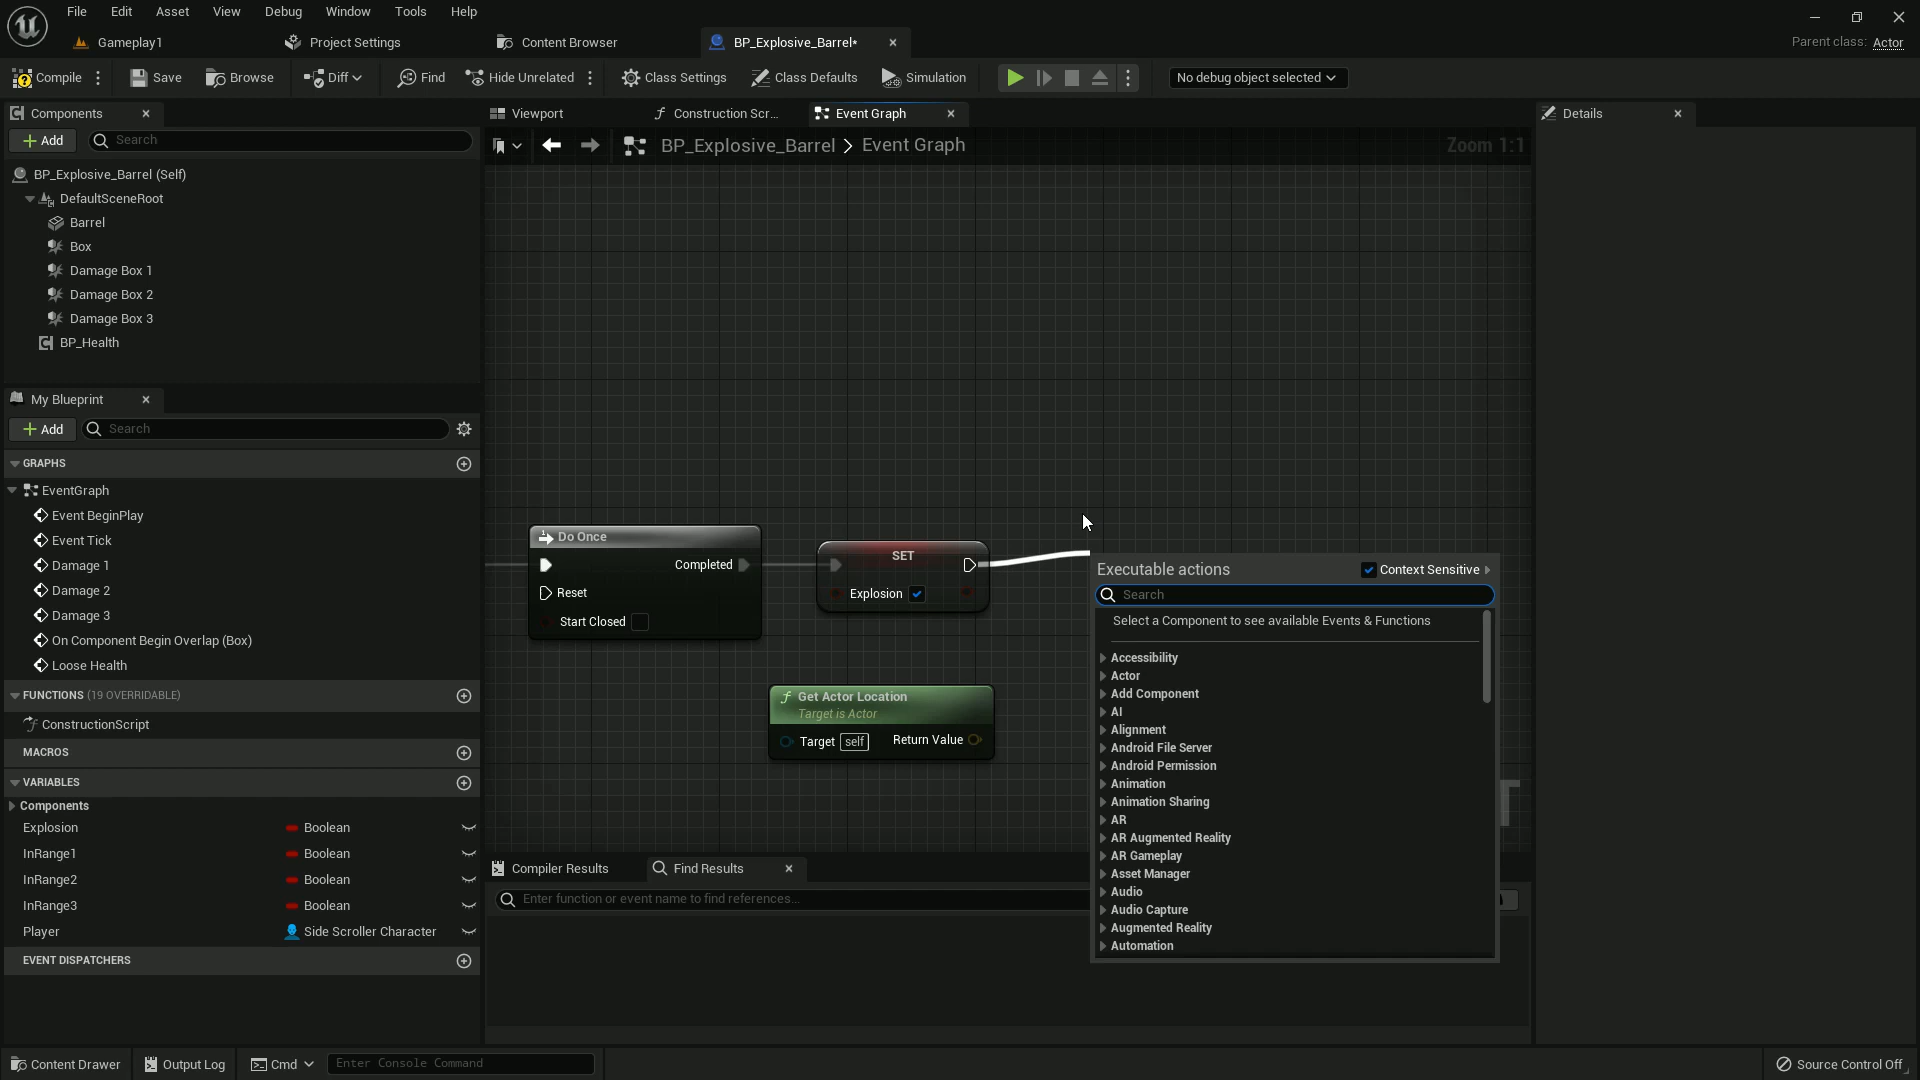 File Edit Asset View Debug Window Tools Help
Gameplay1 Project Settings Content Browser BP_Explosive_Barrel* Parent class: Actor
Compile Save Browse Diff Find Hide Unrelated Class Settings Class Defaults Simulation No debug object selected
Components Viewport Construction Scr... Event Graph Details
Add Search BP_Explosive_Barrel > Event Graph Zoom 1:1
BP_Explosive_Barrel (Self)
DefaultSceneRoot
Barrel
Box
Damage Box 1
Damage Box 2
Damage Box 3
BP_Health
My Blueprint
Add Search
GRAPHS
EventGraph
Event BeginPlay
Event Tick
Damage 1
Damage 2
Damage 3
On Component Begin Overlap (Box)
Loose Health
FUNCTIONS (19 OVERRIDABLE)
ConstructionScript
MACROS
VARIABLES
Components
Explosion Boolean
InRange1 Boolean
InRange2 Boolean
InRange3 Boolean
Player Side Scroller Character
EVENT DISPATCHERS
Do Once
Completed
Reset
Start Closed
SET
Explosion
Get Actor Location
Target is Actor
Target self Return Value
Executable actions Context Sensitive
Search
Select a Component to see available Events & Functions
Accessibility
Actor
Add Component
AI
Alignment
Android File Server
Android Permission
Animation
Animation Sharing
AR
AR Augmented Reality
AR Gameplay
Asset Manager
Audio
Audio Capture
Augmented Reality
Automation
Compiler Results Find Results
Enter function or event name to find references...
Content Drawer Output Log Cmd Enter Console Command Source Control Off